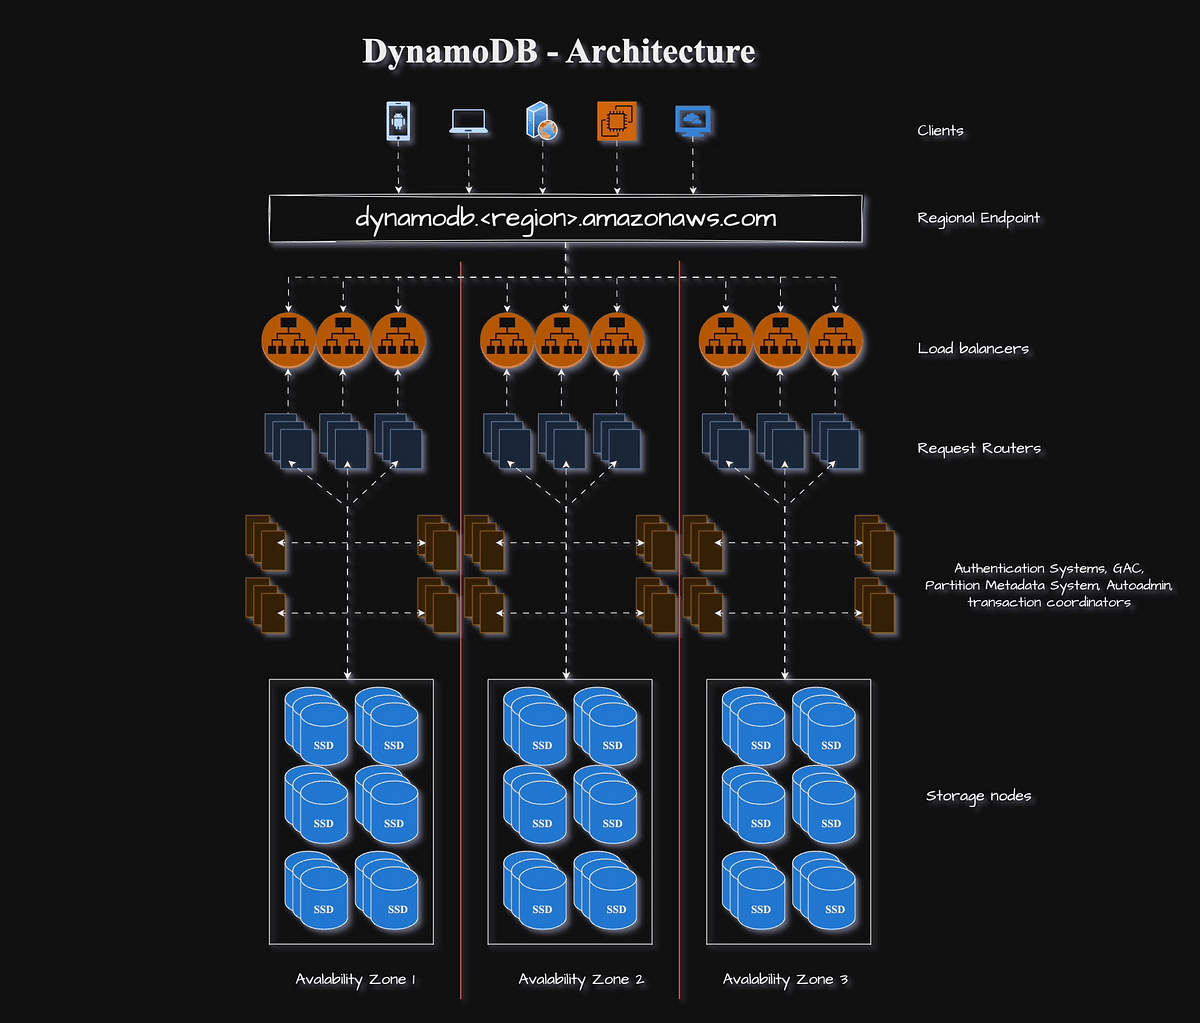 DynamoDB - Architecture
Clients
dynamodb.<region>.amazonaws.com
Regional Endpoint
Load balancers
Request Routers
Authentication Systems, GAC,
Partition Metadata System, Autoadmin,
transaction coordinators
SSD SSD SSD SSD SSD SSD
SSD SSD SSD SSD SSD SSD
Storage nodes
SSD SSD SSD SSD SSD SSD
Avalability Zone 1
Avalability Zone 2
Avalability Zone 3